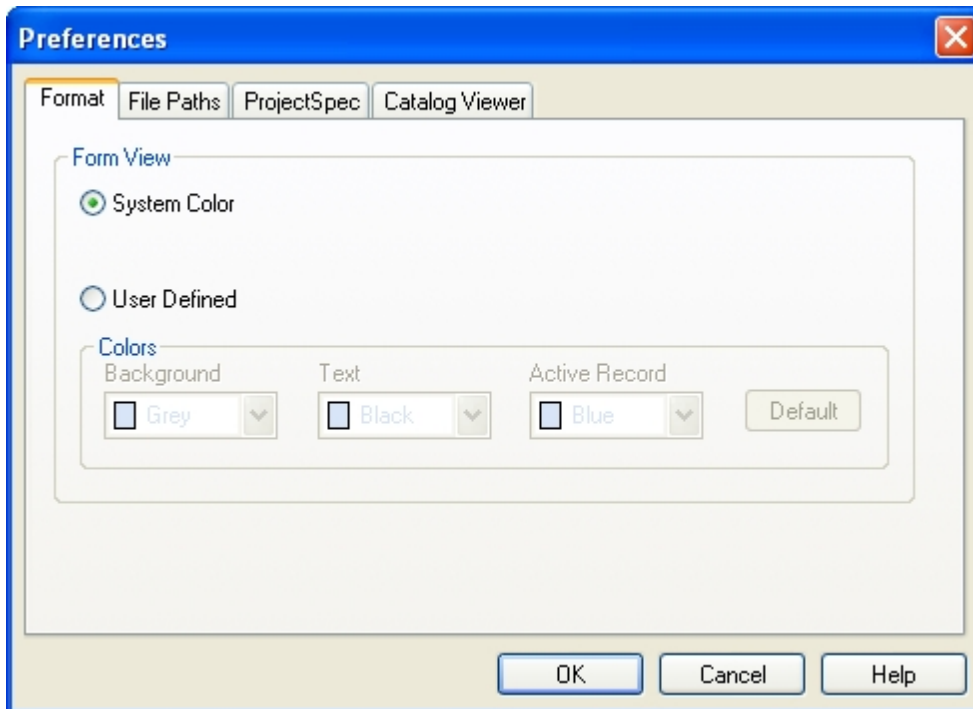 Preferences
Format File Paths ProjectSpec Catalog Viewer
Form View
System Color
User Defined
Colors
Background Text Active Record
Grey Black Blue Default
OK Cancel Help